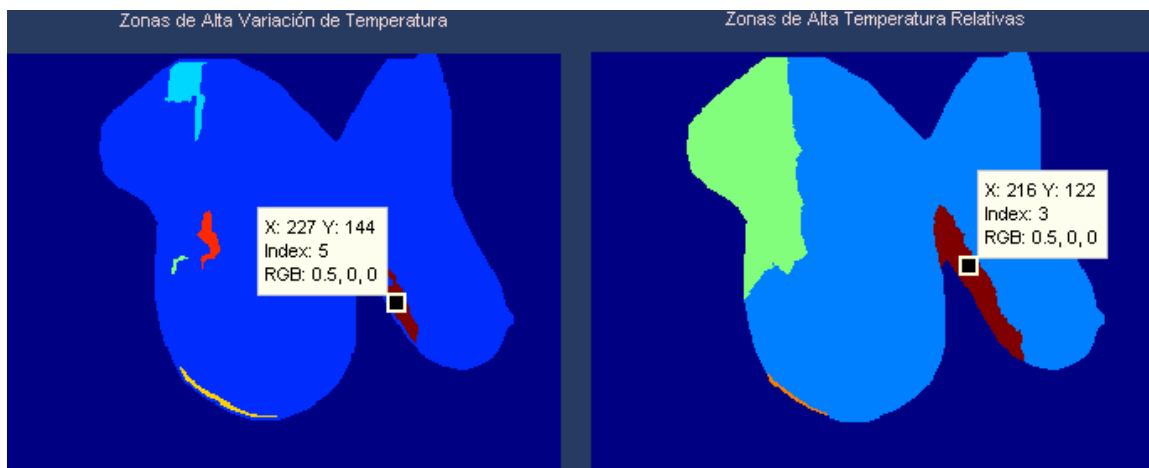 Zonas de Alta Variación de Temperatura
Zonas de Alta Temperatura Relativas
X: 227 Y: 144
Index: 5
RGB: 0.5, 0, 0
X: 216 Y: 122
Index: 3
RGB: 0.5, 0, 0